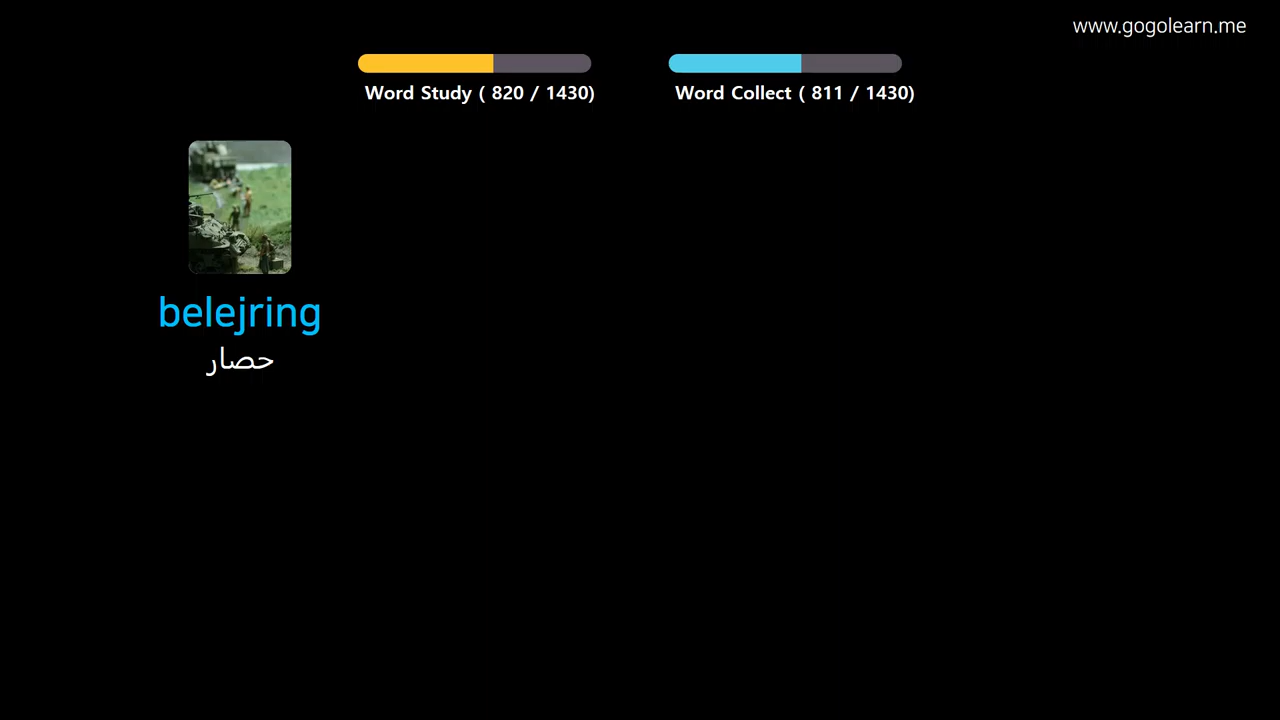 www.gogolearn.me
Word Study ( 820 / 1430)
Word Collect ( 811 / 1430)
belejring
حصار